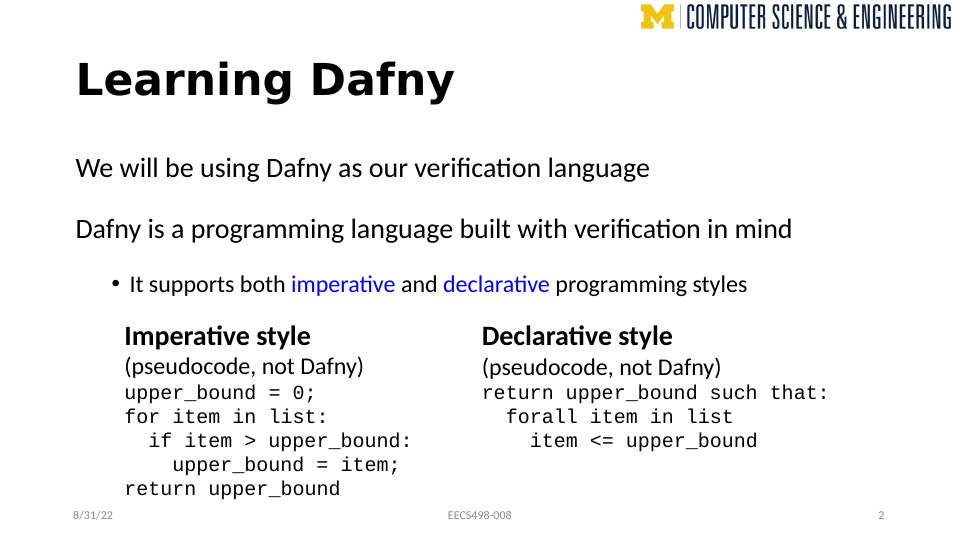 M | COMPUTER SCIENCE & ENGINEERING
Learning Dafny
We will be using Dafny as our verification language
Dafny is a programming language built with verification in mind
• It supports both imperative and declarative programming styles
Imperative style
(pseudocode, not Dafny)
upper_bound = 0;
for item in list:
  if item > upper_bound:
    upper_bound = item;
return upper_bound
Declarative style
(pseudocode, not Dafny)
return upper_bound such that:
  forall item in list
    item <= upper_bound
8/31/22
EECS498-008
2